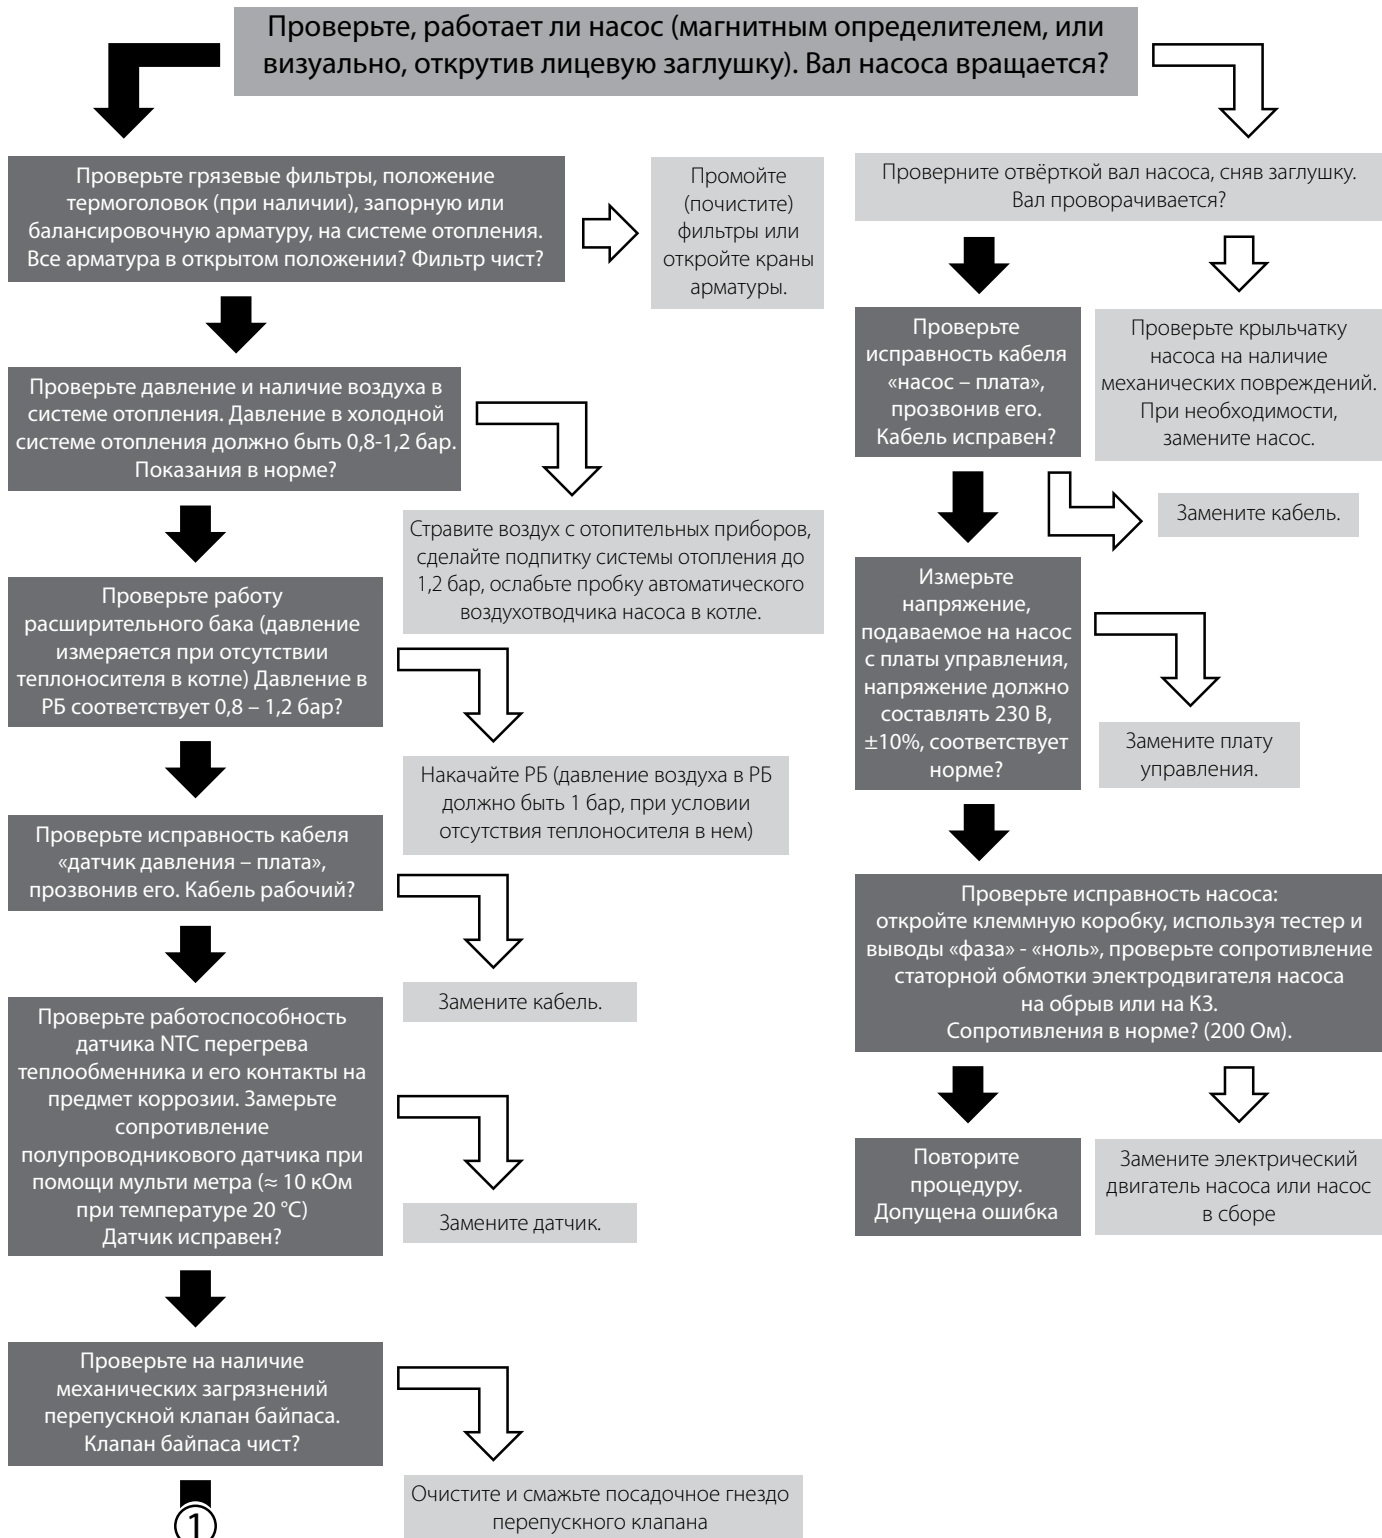 Проверьте, работает ли насос (магнитным определителем, или
визуально, открутив лицевую заглушку). Вал насоса вращается?
Проверьте грязевые фильтры, положение
термоголовок (при наличии), запорную или
балансировочную арматуру, на системе отопления.
Все арматура в открытом положении? Фильтр чист?
Промойте
(почистите)
фильтры или
откройте краны
арматуры.
Проверьте давление и наличие воздуха в
системе отопления. Давление в холодной
системе отопления должно быть 0,8-1,2 бар.
Показания в норме?
Стравите воздух с отопительных приборов,
сделайте подпитку системы отопления до
1,2 бар, ослабьте пробку автоматического
воздухотводчика насоса в котле.
Проверьте работу
расширительного бака (давление
измеряется при отсутствии
теплоносителя в котле) Давление в
РБ соответствует 0,8 – 1,2 бар?
Накачайте РБ (давление воздуха в РБ
должно быть 1 бар, при условии
отсутствия теплоносителя в нем)
Проверьте исправность кабеля
«датчик давления – плата»,
прозвонив его. Кабель рабочий?
Замените кабель.
Проверьте работоспособность
датчика NTC перегрева
теплообменника и его контакты на
предмет коррозии. Замерьте
сопротивление
полупроводникового датчика при
помощи мульти метра (≈ 10 кОм
при температуре 20 °С)
Датчик исправен?
Замените датчик.
Проверьте на наличие
механических загрязнений
перепускной клапан байпаса.
Клапан байпаса чист?
Очистите и смажьте посадочное гнездо
перепускного клапана
1
Проверните отвёрткой вал насоса, сняв заглушку.
Вал проворачивается?
Проверьте
исправность кабеля
«насос – плата»,
прозвонив его.
Кабель исправен?
Проверьте крыльчатку
насоса на наличие
механических повреждений.
При необходимости,
замените насос.
Замените кабель.
Измерьте
напряжение,
подаваемое на насос
с платы управления,
напряжение должно
составлять 230 В,
±10%, соответствует
норме?
Замените плату
управления.
Проверьте исправность насоса:
откройте клеммную коробку, используя тестер и
выводы «фаза» - «ноль», проверьте сопротивление
статорной обмотки электродвигателя насоса
на обрыв или на КЗ.
Сопротивления в норме? (200 Ом).
Повторите
процедуру.
Допущена ошибка
Замените электрический
двигатель насоса или насос
в сборе